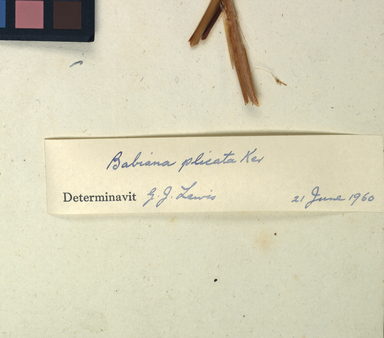 Babiana plicata Ker
Determinavit G. J. Lewis 21 June 1960